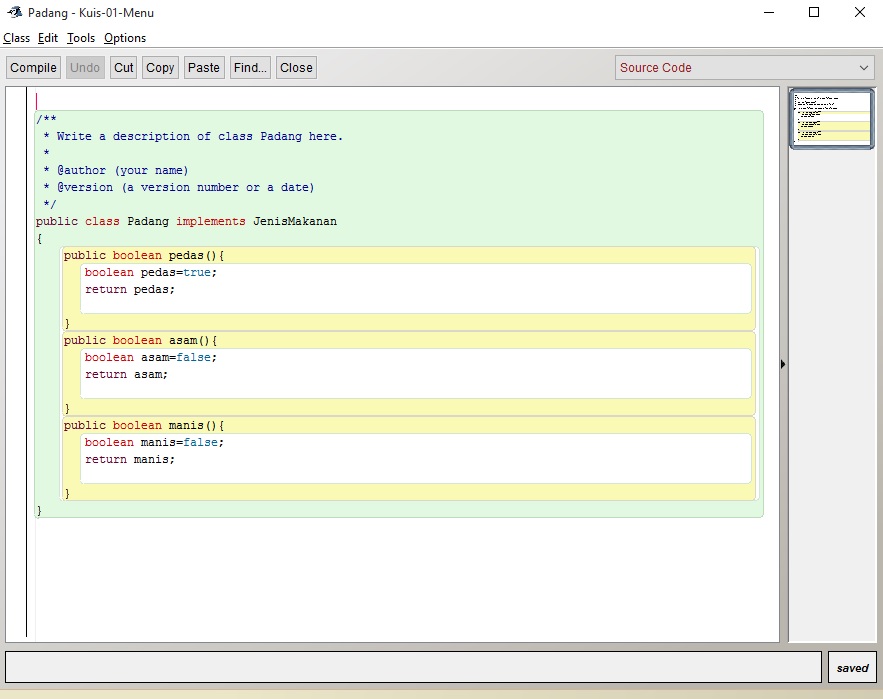 Padang - Kuis-01-Menu
Class Edit Tools Options
Compile Undo Cut Copy Paste Find... Close Source Code
/**
 * Write a description of class Padang here.
 *
 * @author (your name)
 * @version (a version number or a date)
 */
public class Padang implements JenisMakanan
{
    public boolean pedas(){
       boolean pedas=true;
       return pedas;
    }
    public boolean asam(){
       boolean asam=false;
       return asam;
    }
    public boolean manis(){
       boolean manis=false;
       return manis;
    }
}
saved